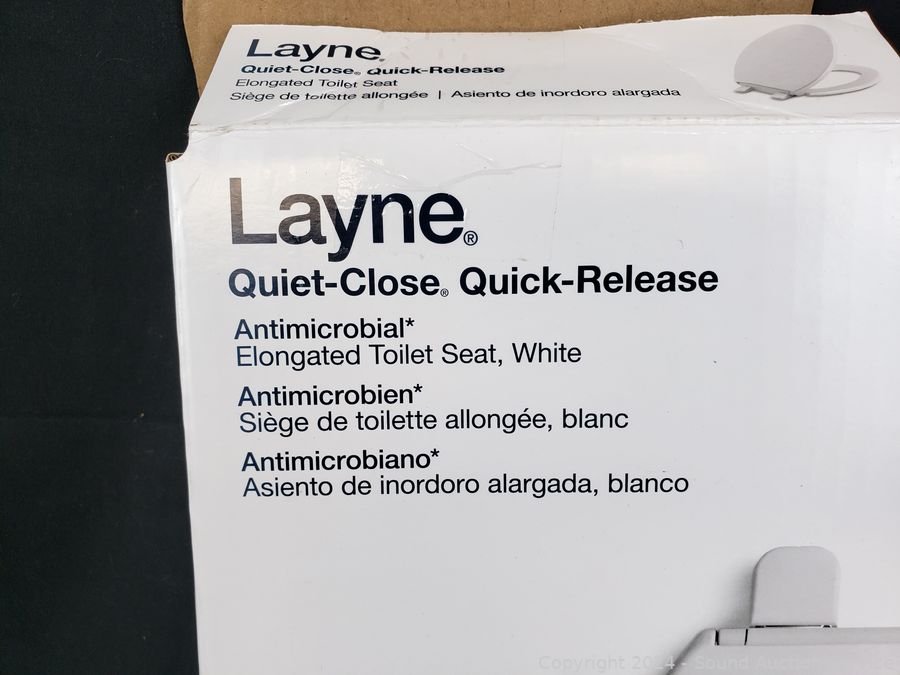 Layne®
Quiet-Close® Quick-Release
Elongated Toilet Seat
Siège de toilette allongée | Asiento de inordoro alargada
Layne®
Quiet-Close® Quick-Release
Antimicrobial*
Elongated Toilet Seat, White
Antimicrobien*
Siège de toilette allongée, blanc
Antimicrobiano*
Asiento de inordoro alargada, blanco
Copyright 2024 - Sound Auction Service